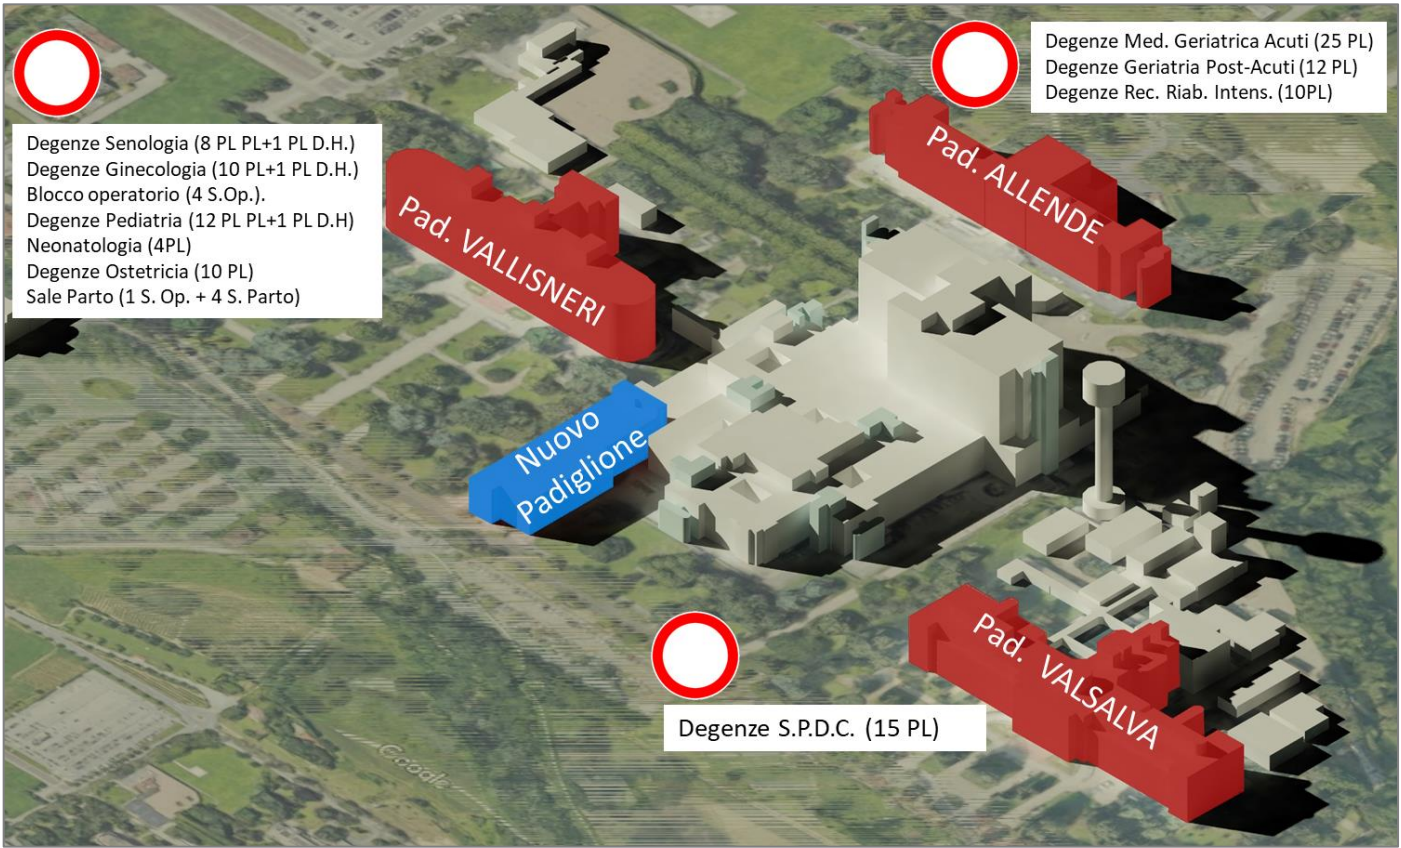 Degenze Senologia (8 PL PL+1 PL D.H.)
Degenze Ginecologia (10 PL+1 PL D.H.)
Blocco operatorio (4 S.Op.).
Degenze Pediatria (12 PL PL+1 PL D.H)
Neonatologia (4PL)
Degenze Ostetricia (10 PL)
Sale Parto (1 S. Op. + 4 S. Parto)
Degenze Med. Geriatrica Acuti (25 PL)
Degenze Geriatria Post-Acuti (12 PL)
Degenze Rec. Riab. Intens. (10PL)
Pad. VALLISNERI
Pad. ALLENDE
Nuovo
Padiglione
Degenze S.P.D.C. (15 PL)
Pad. VALSALVA
Google